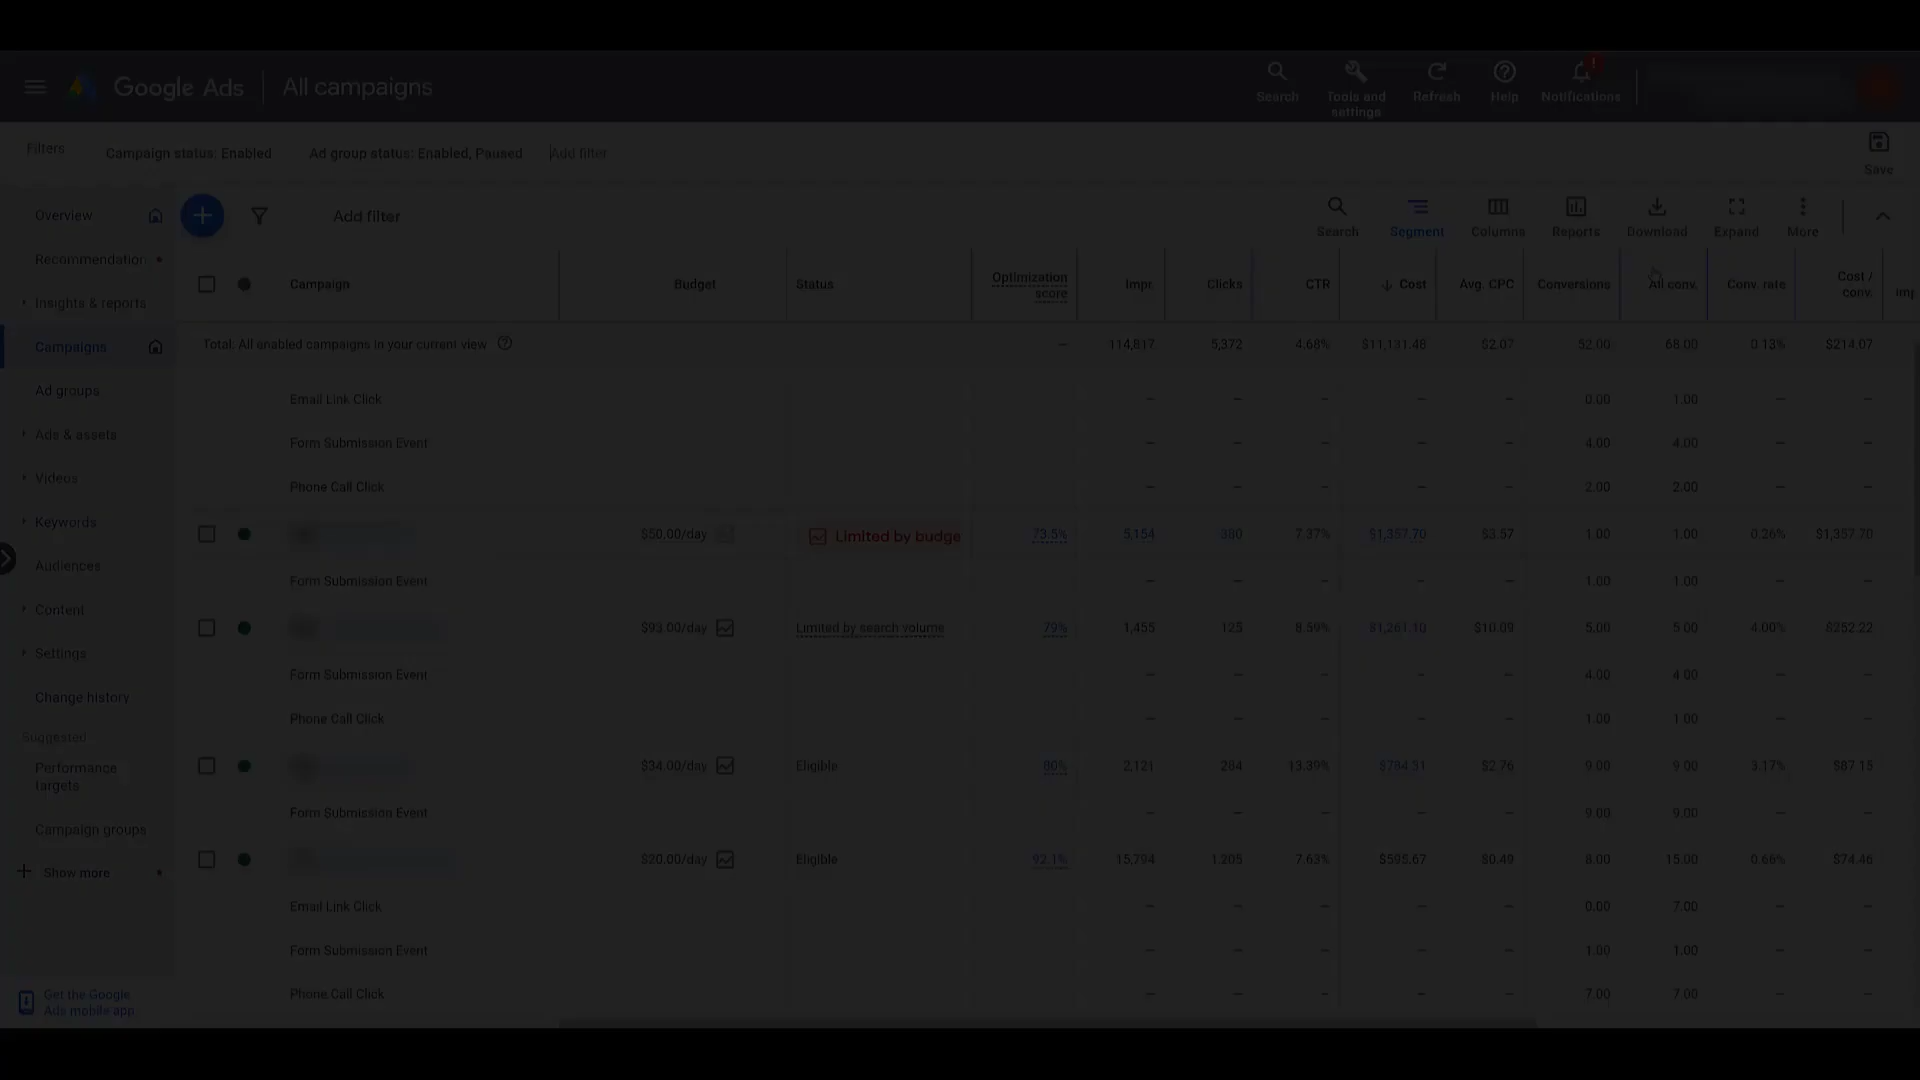 Google Ads
All campaigns
Search
Tools and settings
Refresh
Help
Notifications
!
Filters
Campaign status: Enabled
Ad group status: Enabled, Paused
Add filter
Save
Overview
Recommendation
Insights & reports
Campaigns
Ad groups
Ads & assets
Videos
Keywords
Audiences
Content
Settings
Change history
Suggested
Performance targets
Campaign groups
Show more
Get the Google
Ads mobile app
Add filter
Search
Segment
Columns
Reports
Download
Expand
More
Campaign Budget Status Optimization score Impr. Clicks CTR Cost Avg. CPC Conversions All conv. Conv. rate Cost / conv. Imp
Total: All enabled campaigns in your current view — 114,817 5,372 4.68% $11,131.48 $2.07 52.00 68.00 0.13% $214.07
Email Link Click — — — — — 0.00 1.00 — —
Form Submission Event — — — — — 4.00 4.00 — —
Phone Call Click — — — — — 2.00 2.00 — —
$50.00/day Limited by budge 73.5% 5,154 380 7.37% $1,357.70 $3.57 1.00 1.00 0.26% $1,357.70
Form Submission Event — — — — — 1.00 1.00 — —
$93.00/day Limited by search volume 79% 1,455 125 8.59% $1,261.10 $10.09 5.00 5.00 4.00% $252.22
Form Submission Event — — — — — 4.00 4.00 — —
Phone Call Click — — — — — 1.00 1.00 — —
$34.00/day Eligible 80% 2,121 284 13.39% $784.31 $2.76 9.00 9.00 3.17% $87.15
Form Submission Event — — — — — 9.00 9.00 — —
$20.00/day Eligible 92.1% 15,794 1,205 7.63% $595.67 $0.49 8.00 15.00 0.66% $74.46
Email Link Click — — — — — 0.00 7.00 — —
Form Submission Event — — — — — 1.00 1.00 — —
Phone Call Click — — — — — 7.00 7.00 — —